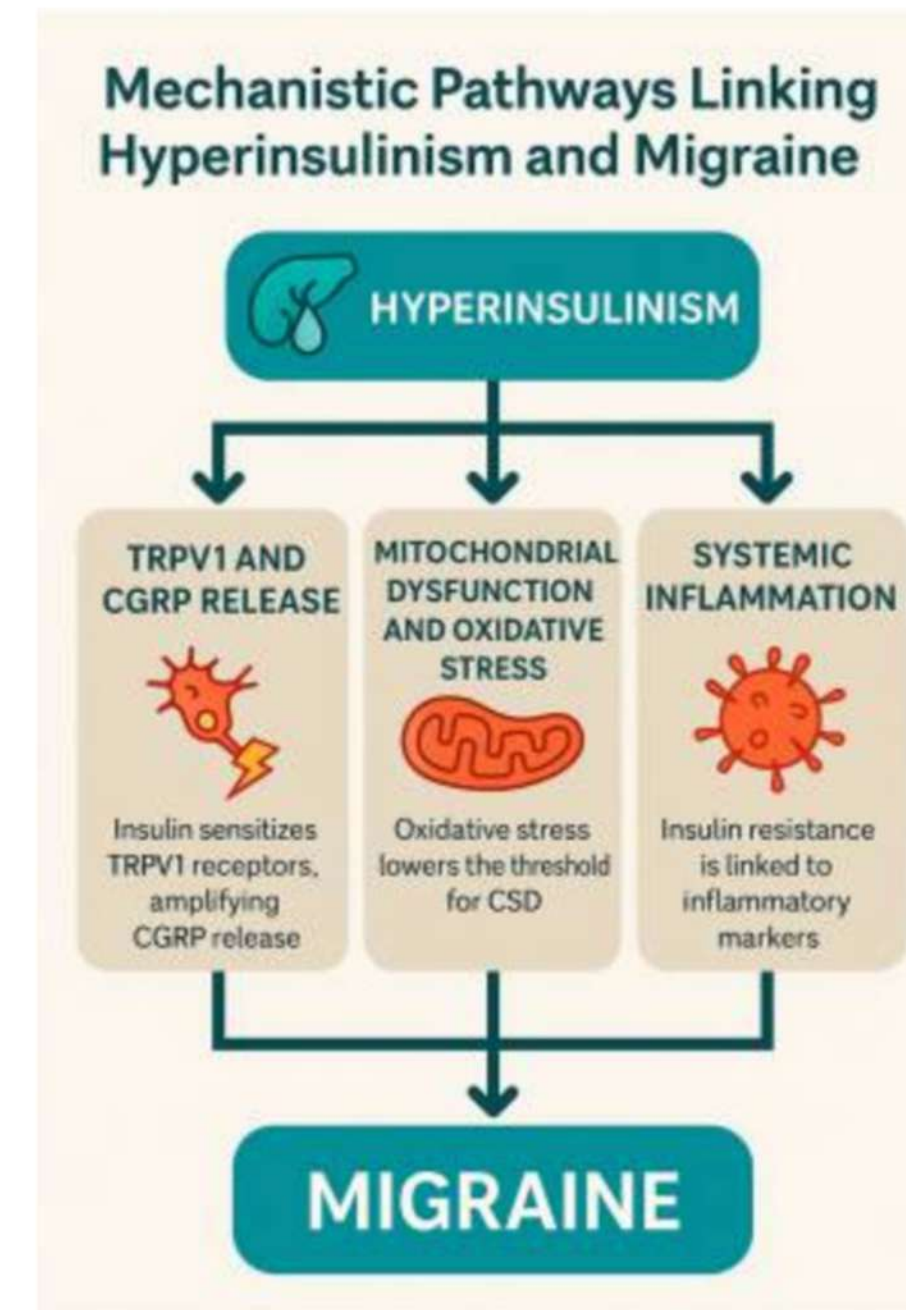 Mechanistic Pathways Linking
Hyperinsulinism and Migraine
HYPERINSULINISM
TRPV1 AND
CGRP RELEASE
Insulin sensitizes
TRPV1 receptors,
amplifying
CGRP release
MITOCHONDRIAL
DYSFUNCTION
AND OXIDATIVE
STRESS
Oxidative stress
lowers the threshold
for CSD
SYSTEMIC
INFLAMMATION
Insulin resistance
is linked to
inflammatory
markers
MIGRAINE